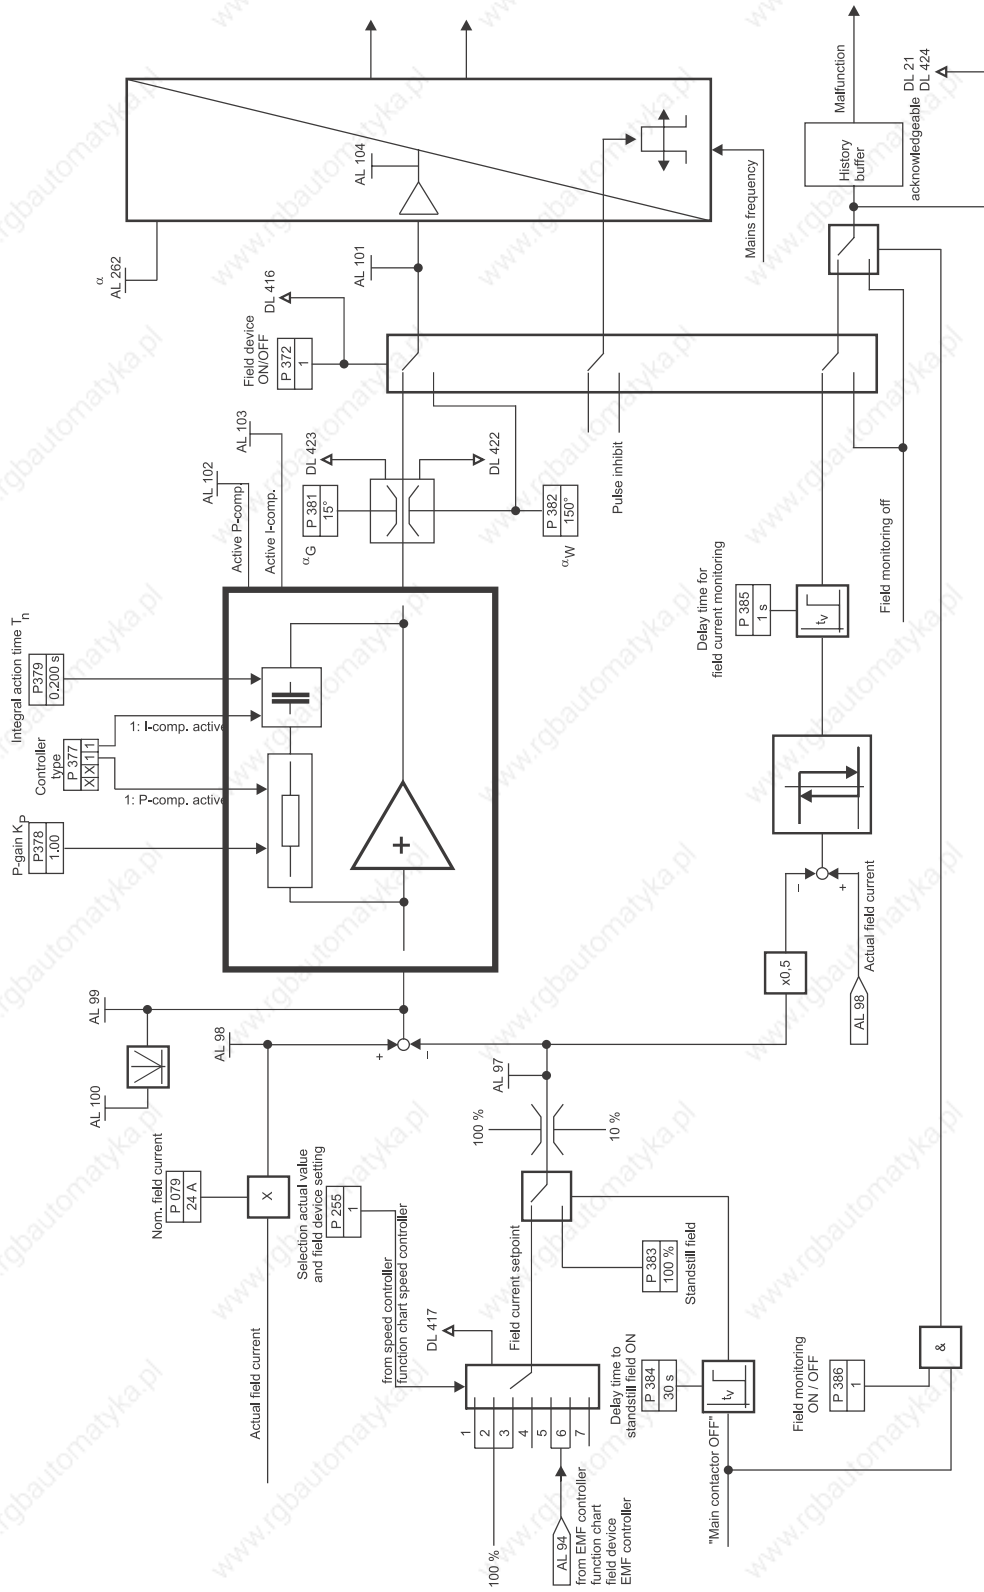 Integral action time Tn
P379
0.200 s
Controller
type
P 377
X X 1 1
P-gain KP
P378
1.00
1: I-comp. active
1: P-comp. active
Active P-comp.
AL 102
Active I-comp.
AL 103
αG
P 381
15°
DL 423
DL 422
P 382
150°
αW
Field device
ON/OFF
P 372
1
DL 416
AL 101
α
AL 262
AL 104
Mains frequency
Pulse inhibit
Malfunction
History
buffer
acknowledgeable
DL 21
DL 424
Field monitoring off
Delay time for
field current monitoring
P 385
1 s
tv
AL 99
AL 100
AL 98
+
–
+
Nom. field current
P 079
24 A
X
Actual field current
Selection actual value
and field device setting
P 255
1
from speed controller
function chart speed controller
DL 417
1
2
3
4
5
6
7
100 %
AL 94
from EMF controller
function chart
field device
EMF controller
Field current setpoint
100 %
10 %
AL 97
P 383
100 %
Standstill field
Delay time to
standstill field ON
P 384
30 s
tv
"Main contactor OFF"
Field monitoring
ON / OFF
P 386
1
&
x0,5
–
+
AL 98
Actual field current
www.rgbautomatyka.pl